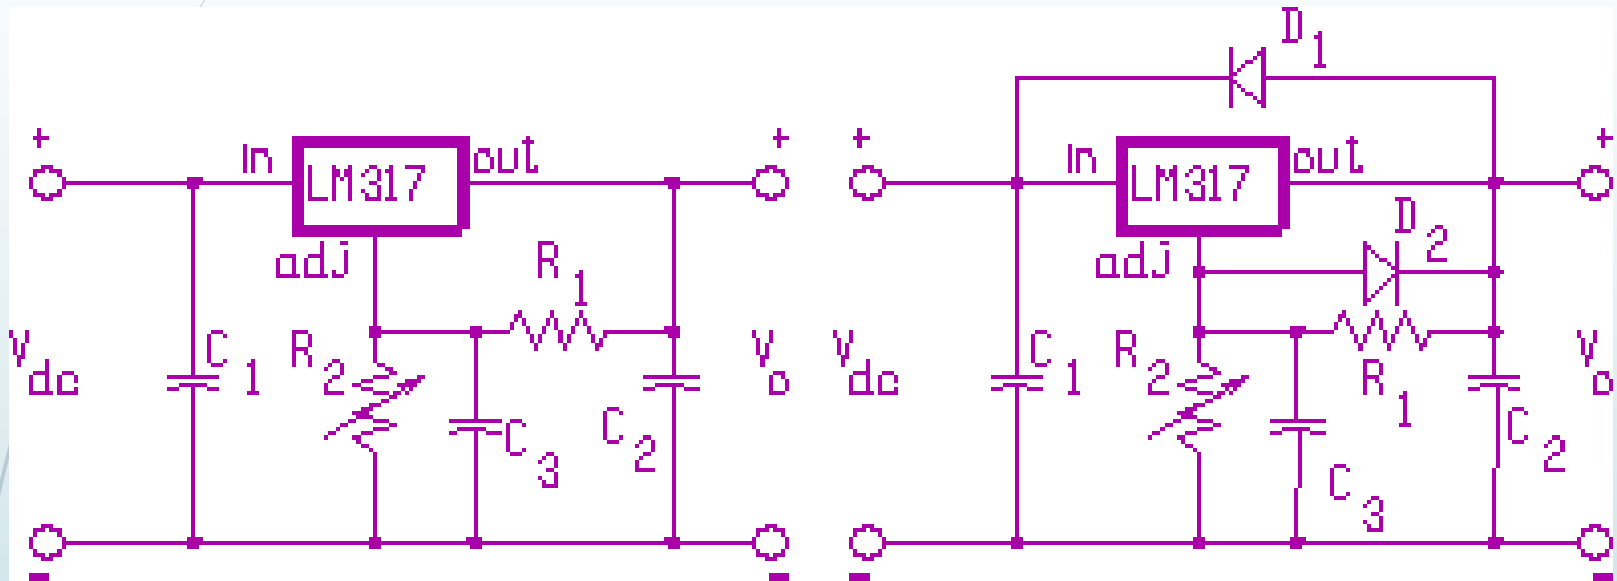 + in LM317 out +
adj R1
Vdc C1 R2 C3 C2 Vo
- -
D1
+ in LM317 out +
adj D2
Vdc C1 R2 R1 C2 Vo
C3
- -